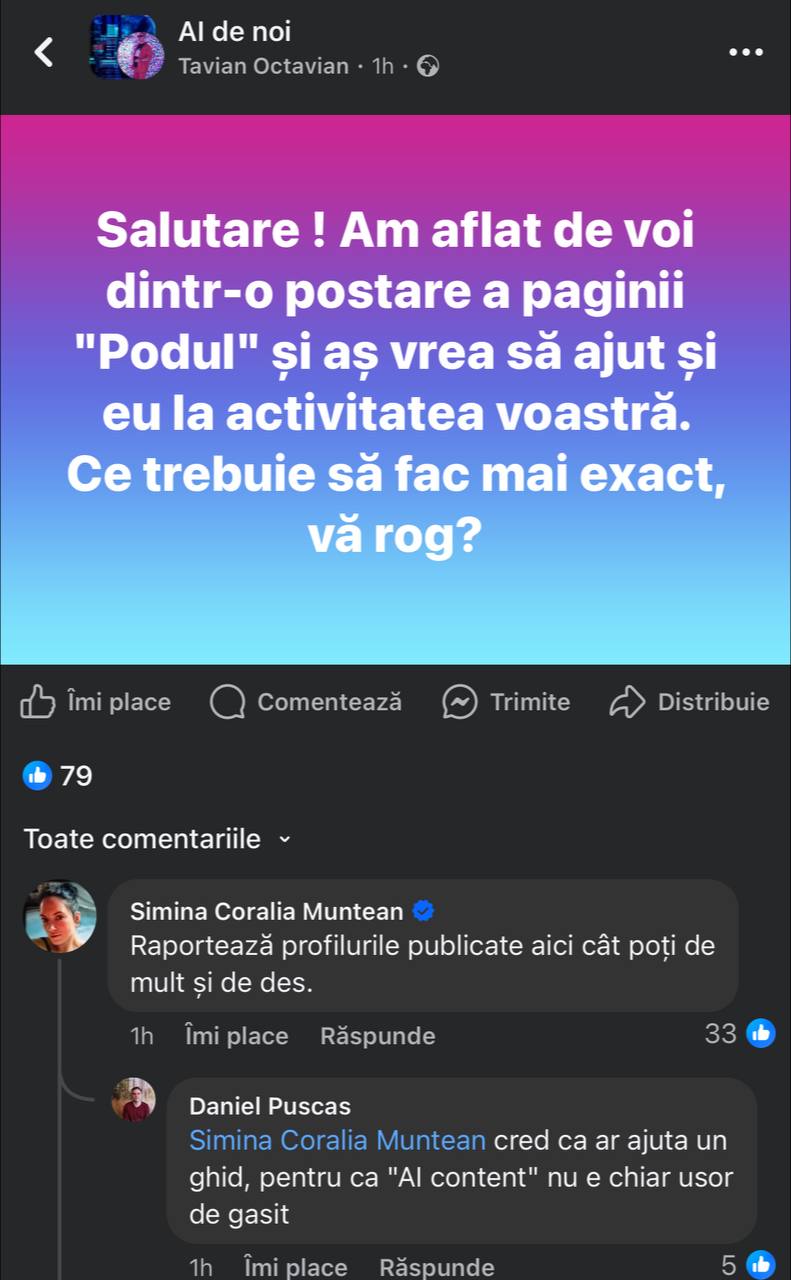 AI de noi
Tavian Octavian · 1h ·
Salutare ! Am aflat de voi
dintr-o postare a paginii
"Podul" și aș vrea să ajut și
eu la activitatea voastră.
Ce trebuie să fac mai exact,
vă rog?
Îmi place Comentează Trimite Distribuie
79
Toate comentariile
Simina Coralia Muntean
Raportează profilurile publicate aici cât poți de
mult și de des.
1h Îmi place Răspunde 33
Daniel Puscas
Simina Coralia Muntean cred ca ar ajuta un
ghid, pentru ca "AI content" nu e chiar usor
de gasit
1h Îmi place Răspunde 5